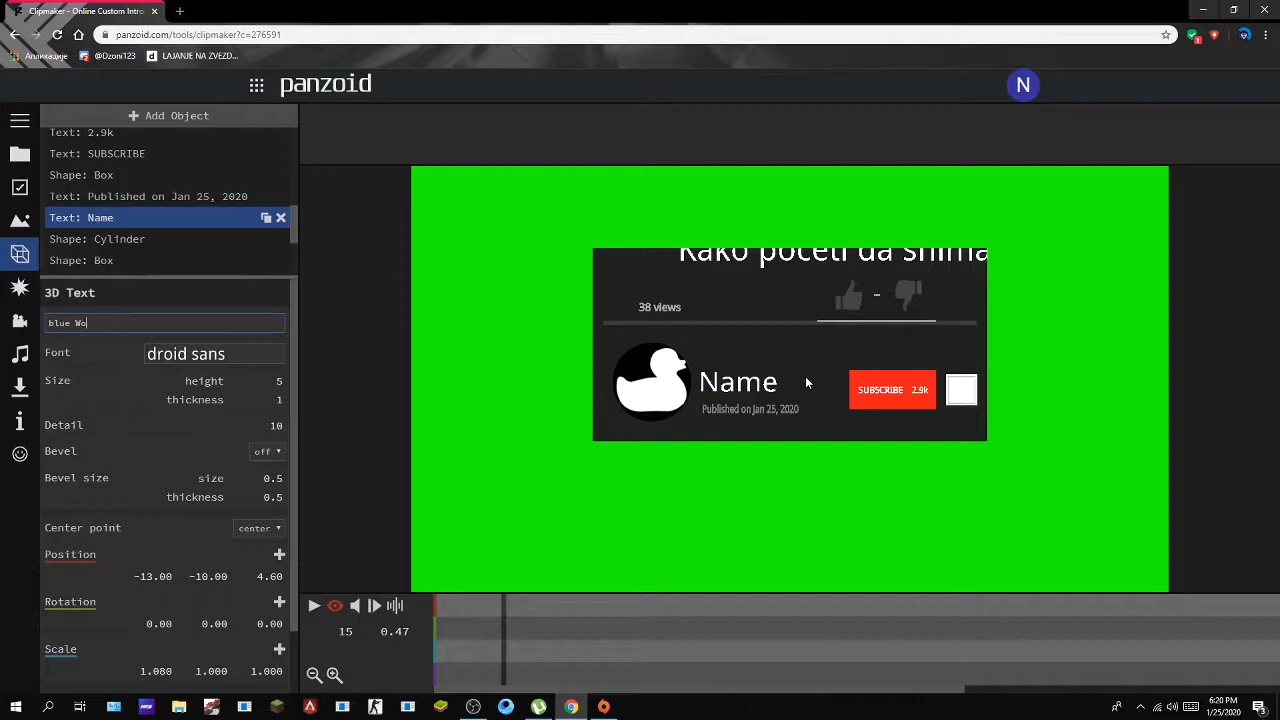 Clipmaker - Online Custom Intro
panzoid.com/tools/clipmaker?c=276591
Апликације
@Dzoni123
LAJANJE NA ZVEZD...
panzoid
N
Add Object
Text: 2.9k
Text: SUBSCRIBE
Shape: Box
Text: Published on Jan 25, 2020
Text: Name
Shape: Cylinder
Shape: Box
3D Text
blue Wo
Font droid sans
Size height 5
thickness 1
Detail 10
Bevel off
Bevel size size 0.5
thickness 0.5
Center point center
Position
-13.00 -10.00 4.60
Rotation
0.00 0.00 0.00
Scale
1.080 1.000 1.000
Kako poceti da snima
38 views
-
Name
Published on Jan 25, 2020
SUBSCRIBE 2.9k
15 0.47
6:20 PM
1/25/2020